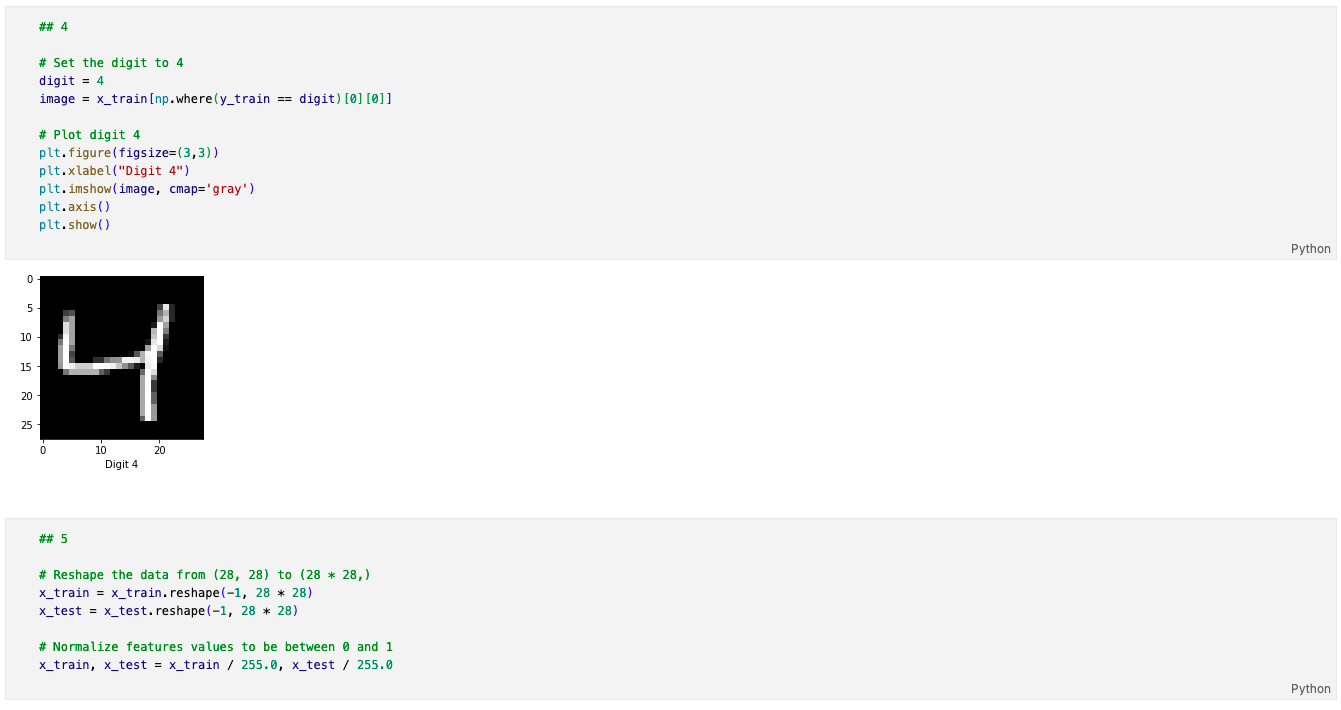 ## 4
# Set the digit to 4
digit = 4
image = x_train[np.where(y_train == digit)[0][0]]
# Plot digit 4
plt.figure(figsize=(3,3))
plt.xlabel("Digit 4")
plt.imshow(image, cmap='gray')
plt.axis()
plt.show()
Python
0
5
10
15
20
25
0 10 20
Digit 4
## 5
# Reshape the data from (28, 28) to (28 * 28,)
x_train = x_train.reshape(-1, 28 * 28)
x_test = x_test.reshape(-1, 28 * 28)
# Normalize features values to be between 0 and 1
x_train, x_test = x_train / 255.0, x_test / 255.0
Python